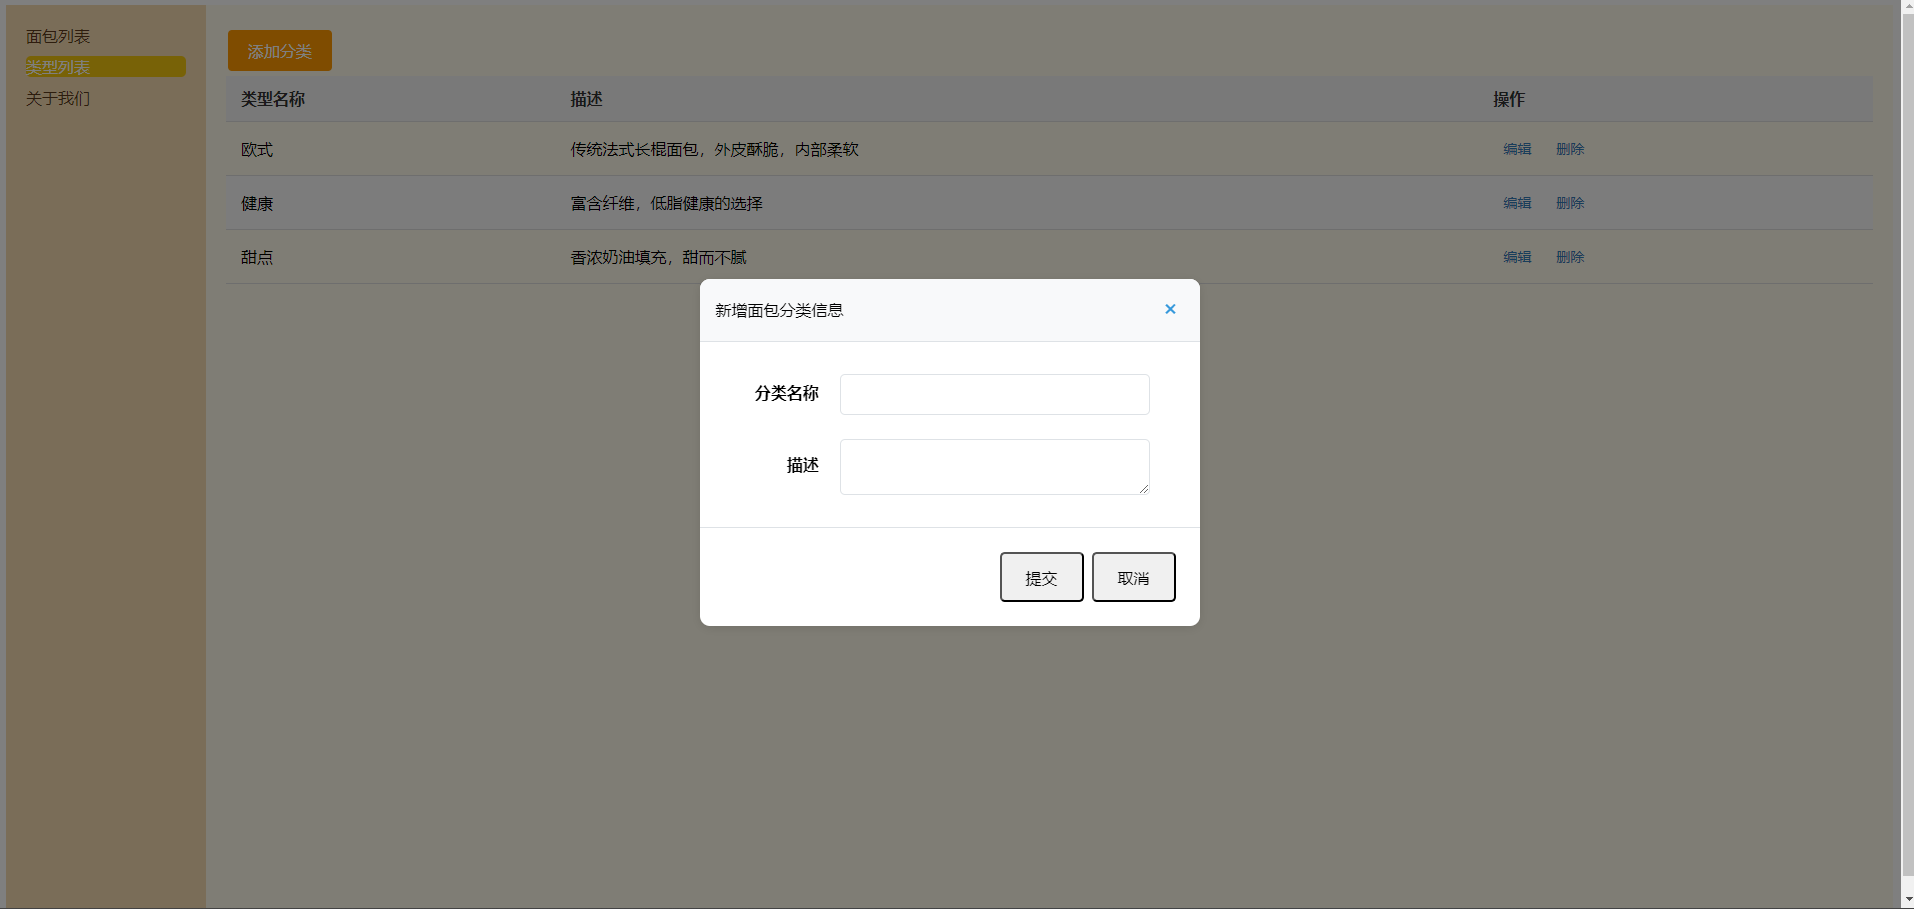 面包列表
类型列表
关于我们
添加分类
类型名称 描述 操作
欧式 传统法式长棍面包，外皮酥脆，内部柔软 编辑 删除
健康 富含纤维，低脂健康的选择 编辑 删除
甜点 香浓奶油填充，甜而不腻 编辑 删除
新增面包分类信息 ×
分类名称
描述
提交 取消